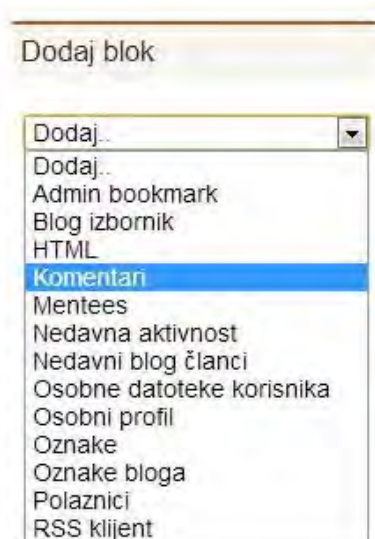 Dodaj blok
Dodaj..
Dodaj..
Admin bookmark
Blog izbornik
HTML
Komentari
Mentees
Nedavna aktivnost
Nedavni blog članci
Osobne datoteke korisnika
Osobni profil
Oznake
Oznake bloga
Polaznici
RSS klijent